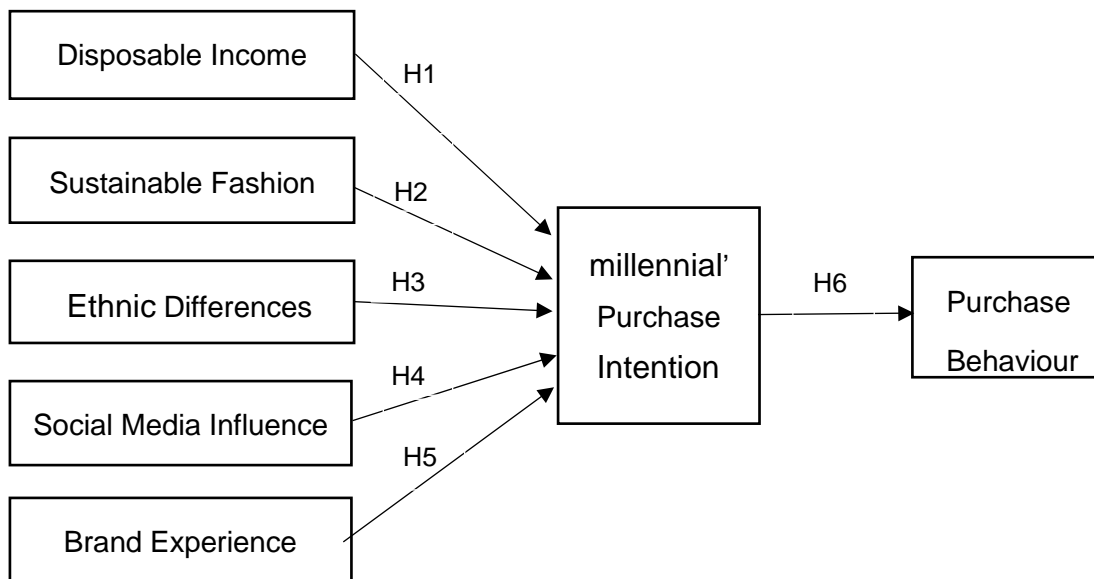 Disposable Income
H1
Sustainable Fashion
H2
Ethnic Differences
H3
Social Media Influence
H4
Brand Experience
H5
millennial’
Purchase
Intention
H6
Purchase
Behaviour